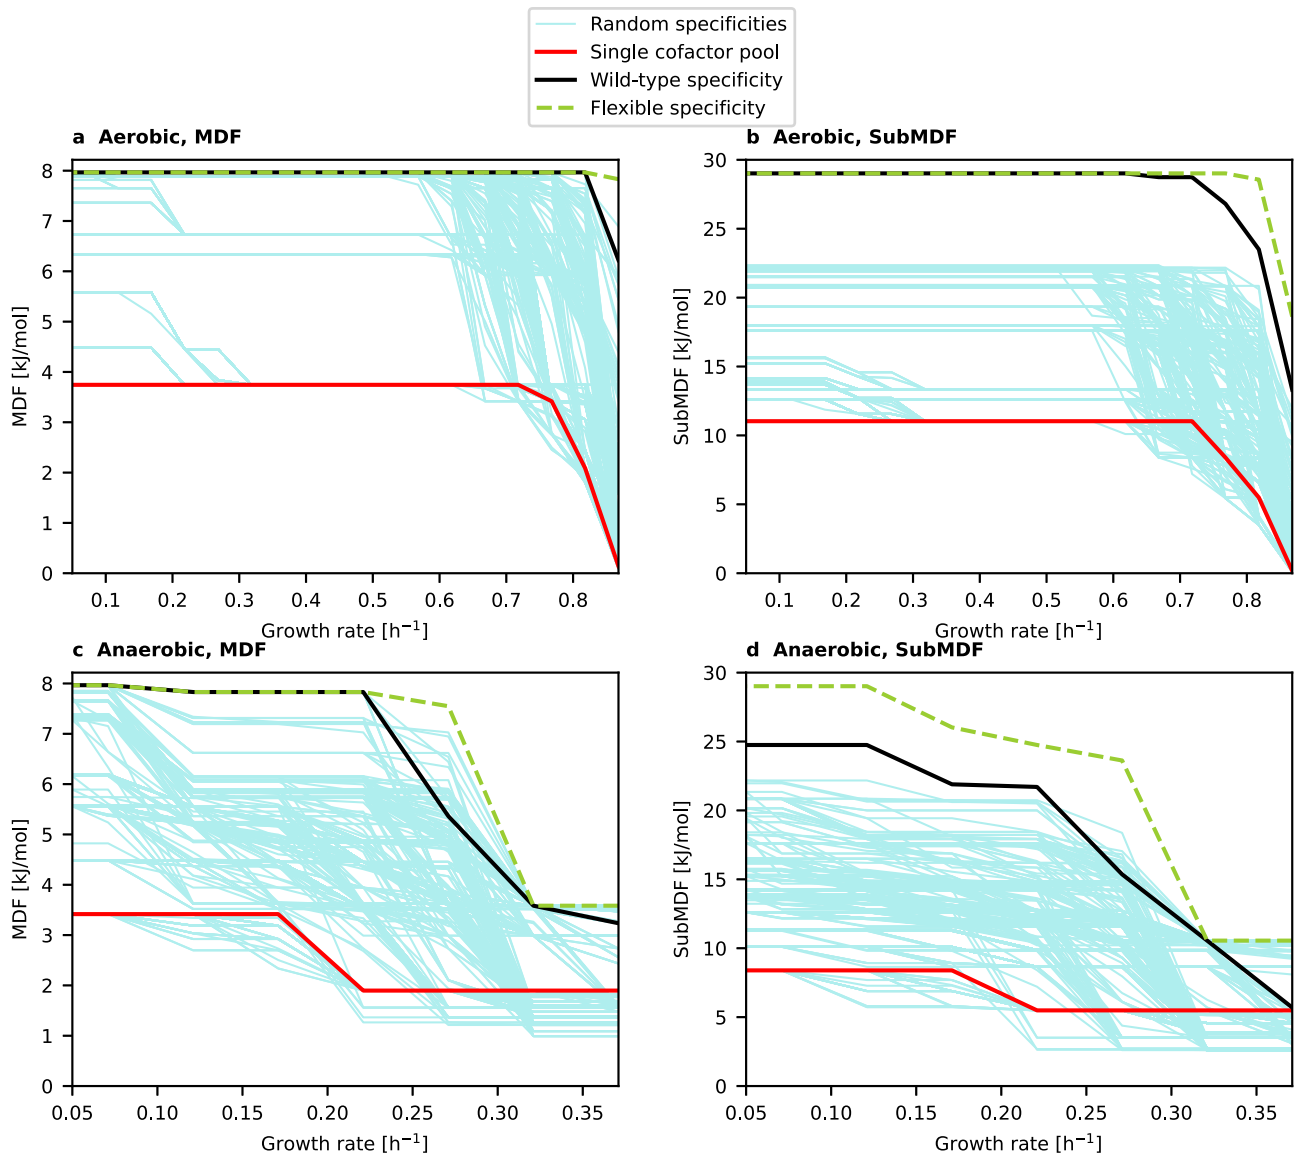 Random specificities
Single cofactor pool
Wild-type specificity
Flexible specificity
a Aerobic, MDF
8
7
6
5
4
3
2
1
0
MDF [kJ/mol]
0.1 0.2 0.3 0.4 0.5 0.6 0.7 0.8
Growth rate [h⁻¹]
b Aerobic, SubMDF
30
25
20
15
10
5
0
SubMDF [kJ/mol]
0.1 0.2 0.3 0.4 0.5 0.6 0.7 0.8
Growth rate [h⁻¹]
c Anaerobic, MDF
8
7
6
5
4
3
2
1
0
MDF [kJ/mol]
0.05 0.10 0.15 0.20 0.25 0.30 0.35
Growth rate [h⁻¹]
d Anaerobic, SubMDF
30
25
20
15
10
5
0
SubMDF [kJ/mol]
0.05 0.10 0.15 0.20 0.25 0.30 0.35
Growth rate [h⁻¹]